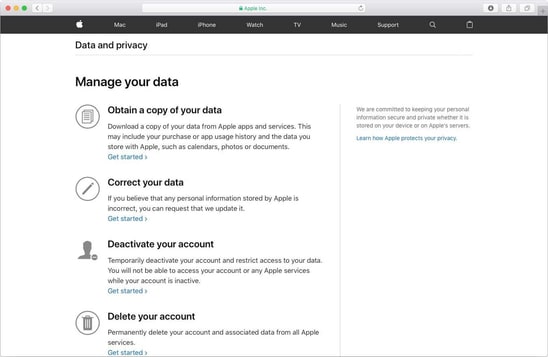 Apple Inc.
Mac iPad iPhone Watch TV Music Support
Data and privacy
Manage your data
Obtain a copy of your data
Download a copy of your data from Apple apps and services. This
may include your purchase or app usage history and the data you
store with Apple, such as calendars, photos or documents.
Get started ›
Correct your data
If you believe that any personal information stored by Apple is
incorrect, you can request that we update it.
Get started ›
Deactivate your account
Temporarily deactivate your account and restrict access to your data.
You will not be able to access your account or any Apple services
while your account is inactive.
Get started ›
Delete your account
Permanently delete your account and associated data from all Apple
services.
Get started ›
We are committed to keeping your personal
information secure and private whether it is
stored on your device or on Apple's servers.
Learn how Apple protects your privacy.